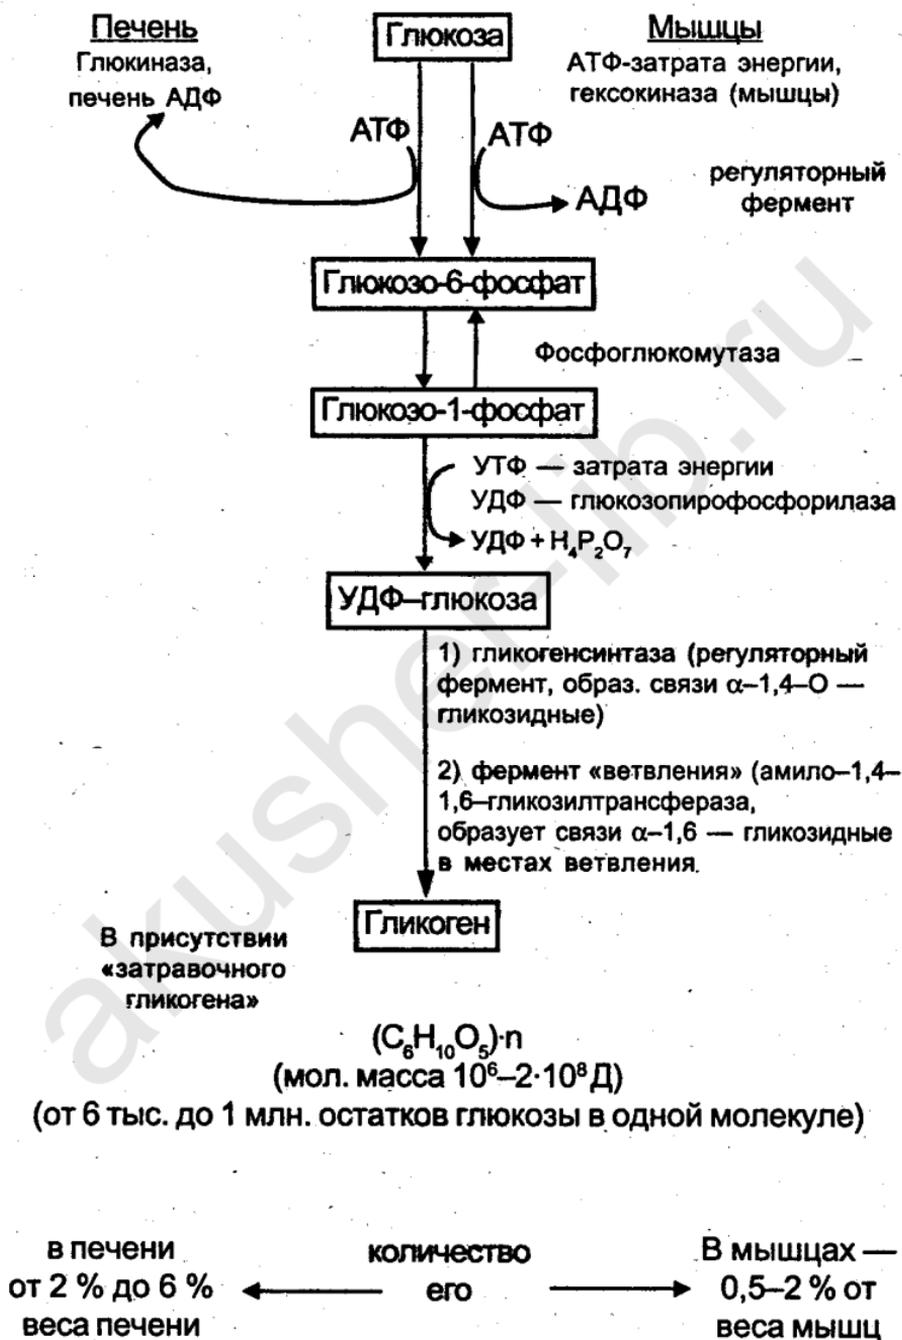 Печень
Глюкиназа,
печень АДФ
Глюкоза
Мышцы
АТФ-затрата энергии,
гексокиназа (мышцы)
АТФ
АТФ
АДФ
регуляторный
фермент
Глюкозо-6-фосфат
Фосфоглюкомутаза
Глюкозо-1-фосфат
УТФ — затрата энергии
УДФ — глюкозопирофосфорилаза
УДФ + H₄P₂O₇
УДФ–глюкоза
1) гликогенсинтаза (регуляторный
фермент, образ. связи α–1,4–О —
гликозидные)
2) фермент «ветвления» (амило–1,4–
1,6–гликозилтрансфераза,
образует связи α–1,6 — гликозидные
в местах ветвления.
Гликоген
В присутствии
«затравочного
гликогена»
(C₆H₁₀O₅)·n
(мол. масса 10⁶–2·10⁸ Д)
(от 6 тыс. до 1 млн. остатков глюкозы в одной молекуле)
в печени
от 2 % до 6 %
веса печени
количество
его
В мышцах —
0,5–2 % от
веса мышц
akusher-lib.ru